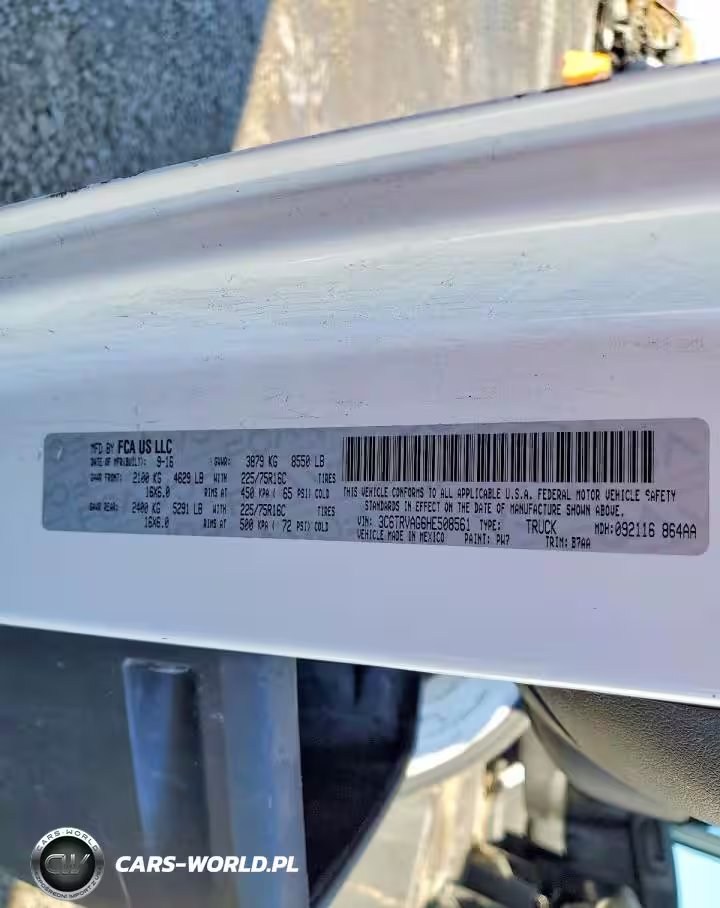 MFD BY FCA US LLC
DATE OF MFR(BUILT): 9-16 GVWR: 3879 KG 8550 LB
GAWR FRONT: 2100 KG 4629 LB WITH 225/75R16C TIRES
16X6.0 RIMS AT 450 KPA ( 65 PSI) COLD
GAWR REAR: 2400 KG 5291 LB WITH 225/75R16C TIRES
16X6.0 RIMS AT 500 KPA ( 72 PSI) COLD
THIS VEHICLE CONFORMS TO ALL APPLICABLE U.S.A. FEDERAL MOTOR VEHICLE SAFETY
STANDARDS IN EFFECT ON THE DATE OF MANUFACTURE SHOWN ABOVE.
VIN: 3C6TRVAG6HE508561 TYPE: TRUCK MDH:092116 864AA
VEHICLE MADE IN MEXICO PAINT: PW7 TRIM: B7AA
CARS-WORLD
CW
CARS-WORLD.PL